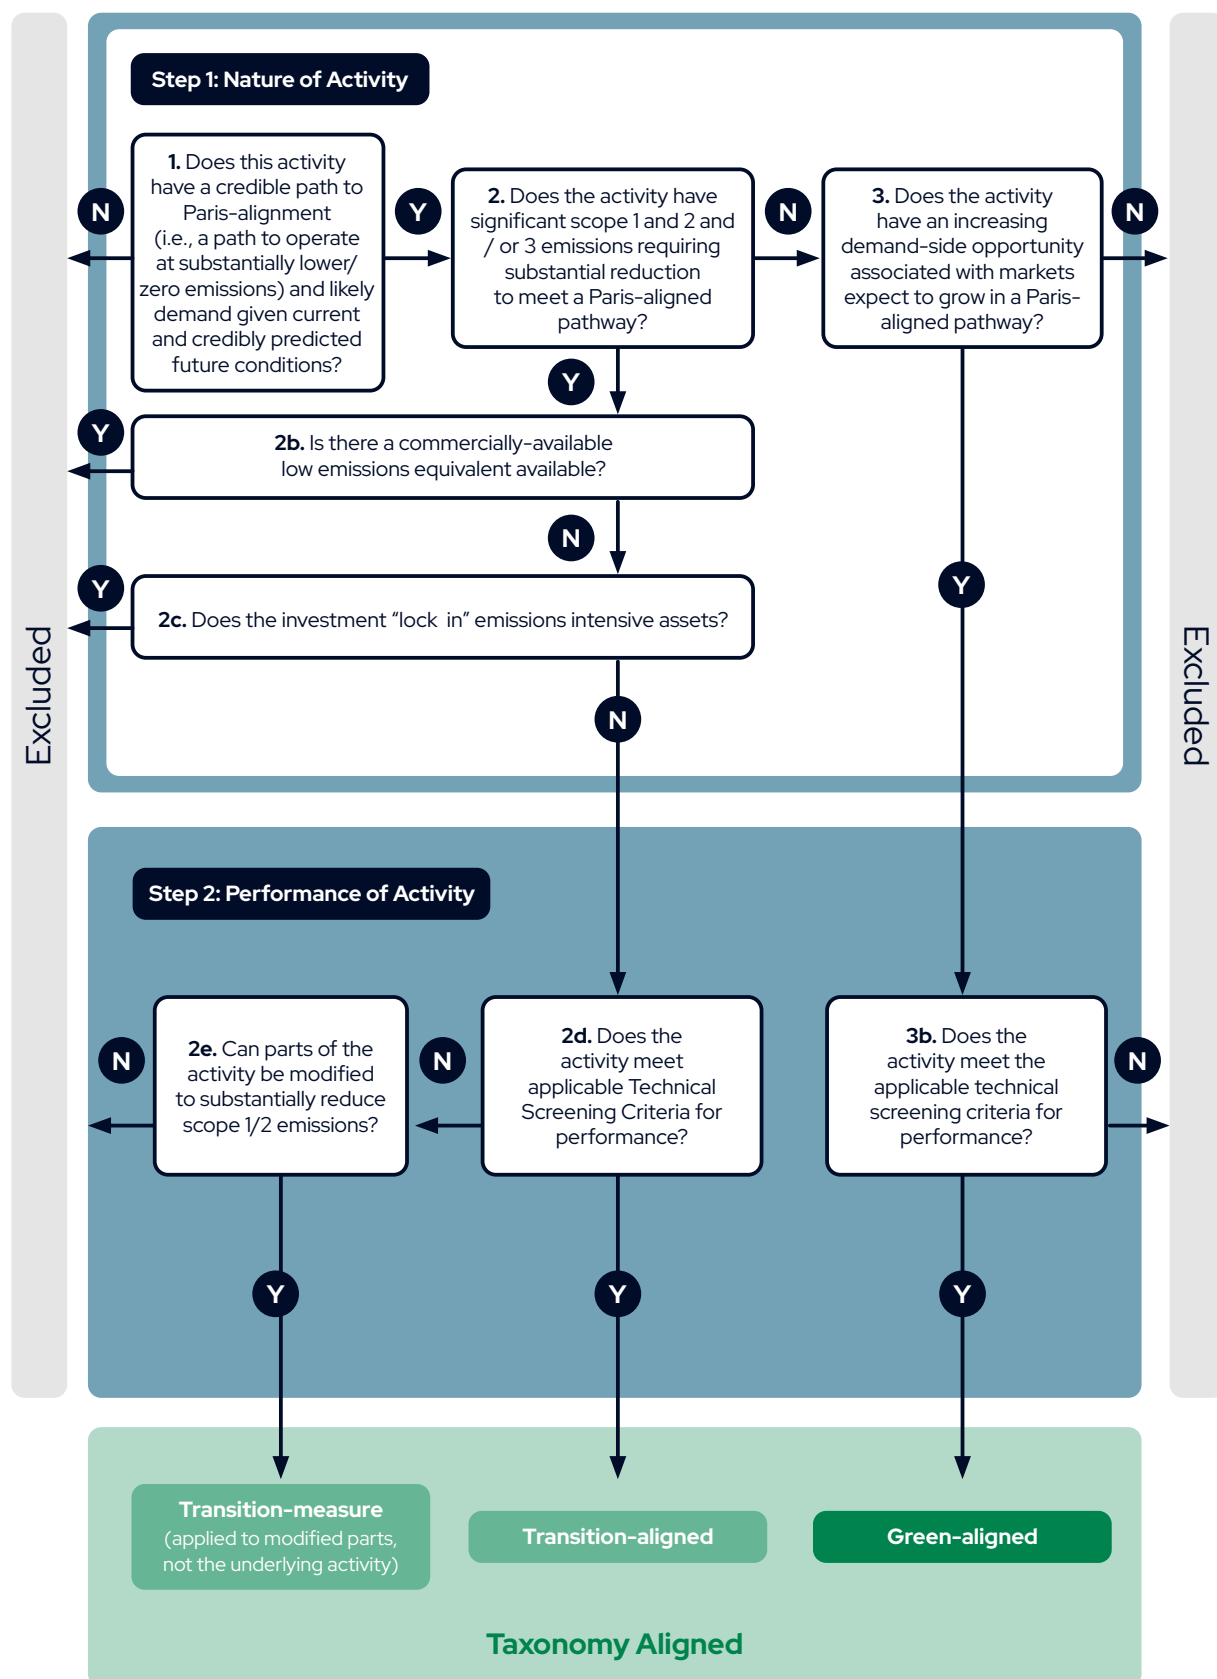 Step 1: Nature of Activity
1. Does this activity
have a credible path to
Paris-alignment
(i.e., a path to operate
at substantially lower/
zero emissions) and likely
demand given current
and credibly predicted
future conditions?
N
Y
2. Does the activity have
significant scope 1 and 2 and
/ or 3 emissions requiring
substantial reduction
to meet a Paris-aligned
pathway?
N
3. Does the activity
have an increasing
demand-side opportunity
associated with markets
expect to grow in a Paris-
aligned pathway?
N
Y
Y
2b. Is there a commercially-available
low emissions equivalent available?
N
Y
Y
2c. Does the investment “lock in” emissions intensive assets?
N
Excluded
Excluded
Step 2: Performance of Activity
N
2e. Can parts of the
activity be modified
to substantially reduce
scope 1/2 emissions?
N
2d. Does the
activity meet
applicable Technical
Screening Criteria for
performance?
3b. Does the
activity meet the
applicable technical
screening criteria for
performance?
N
Y
Y
Y
Transition-measure
(applied to modified parts,
not the underlying activity)
Transition-aligned
Green-aligned
Taxonomy Aligned